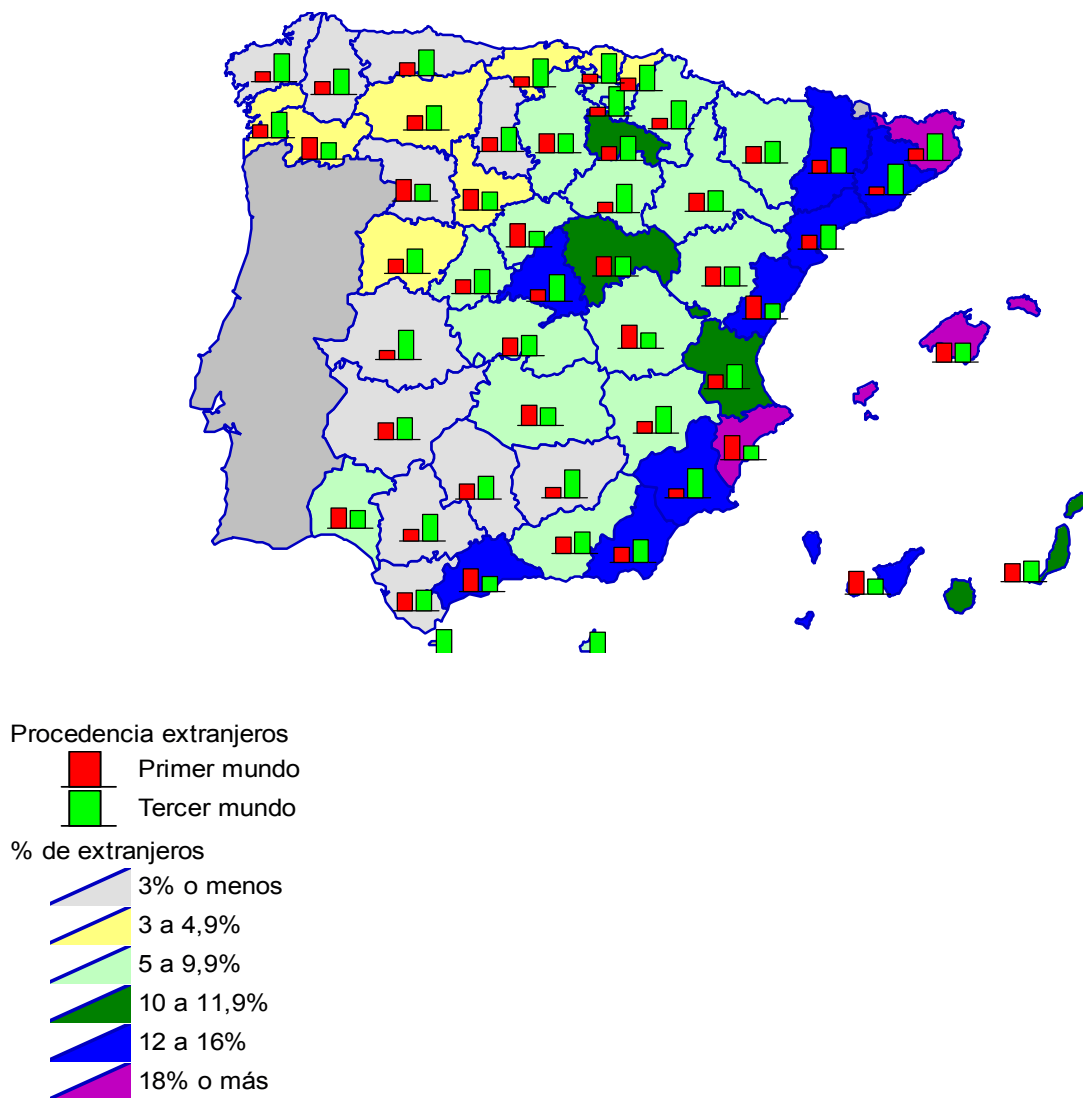 Procedencia extranjeros
Primer mundo
Tercer mundo
% de extranjeros
3% o menos
3 a 4,9%
5 a 9,9%
10 a 11,9%
12 a 16%
18% o más